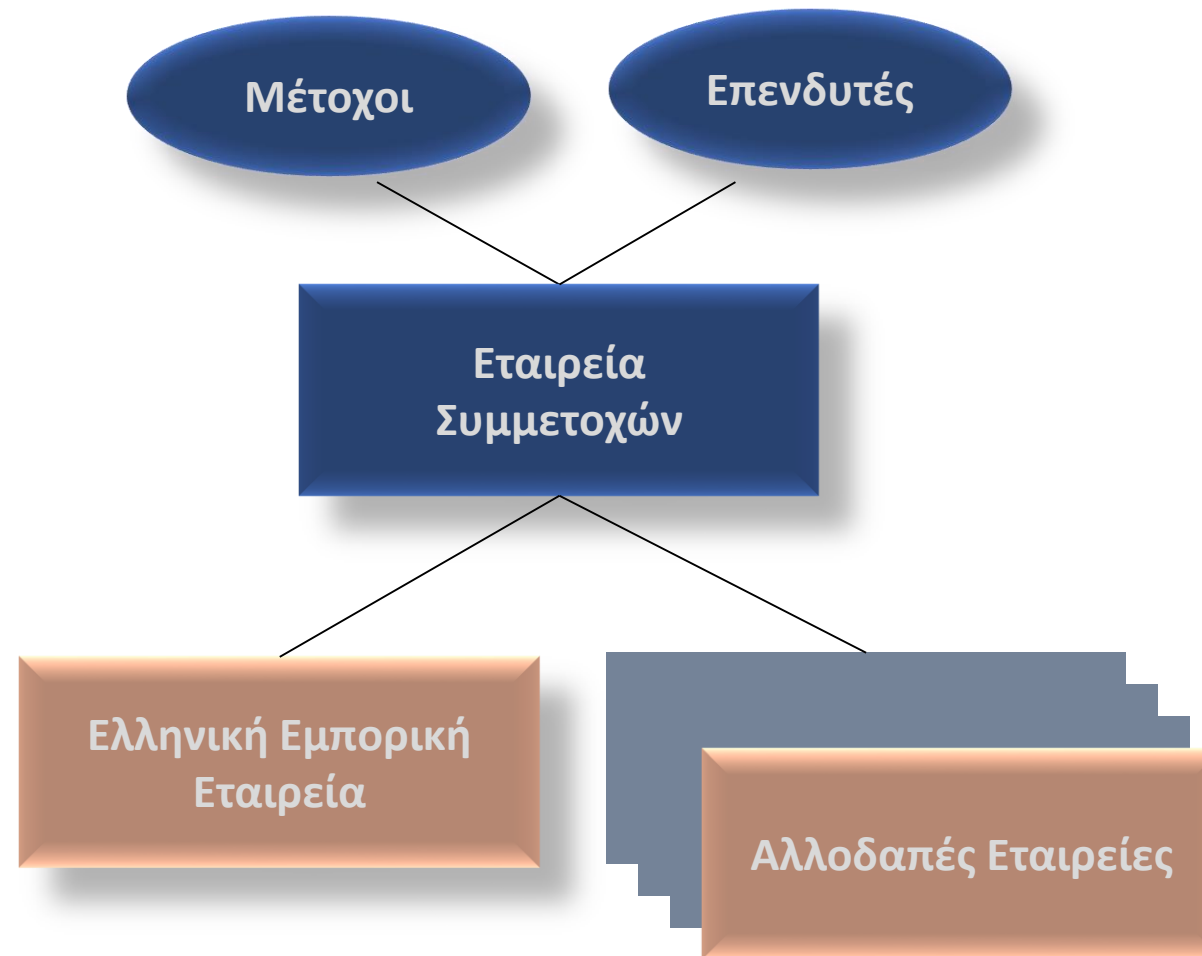 Μέτοχοι
Επενδυτές
Εταιρεία
Συμμετοχών
Ελληνική Εμπορική
Εταιρεία
Αλλοδαπές Εταιρείες